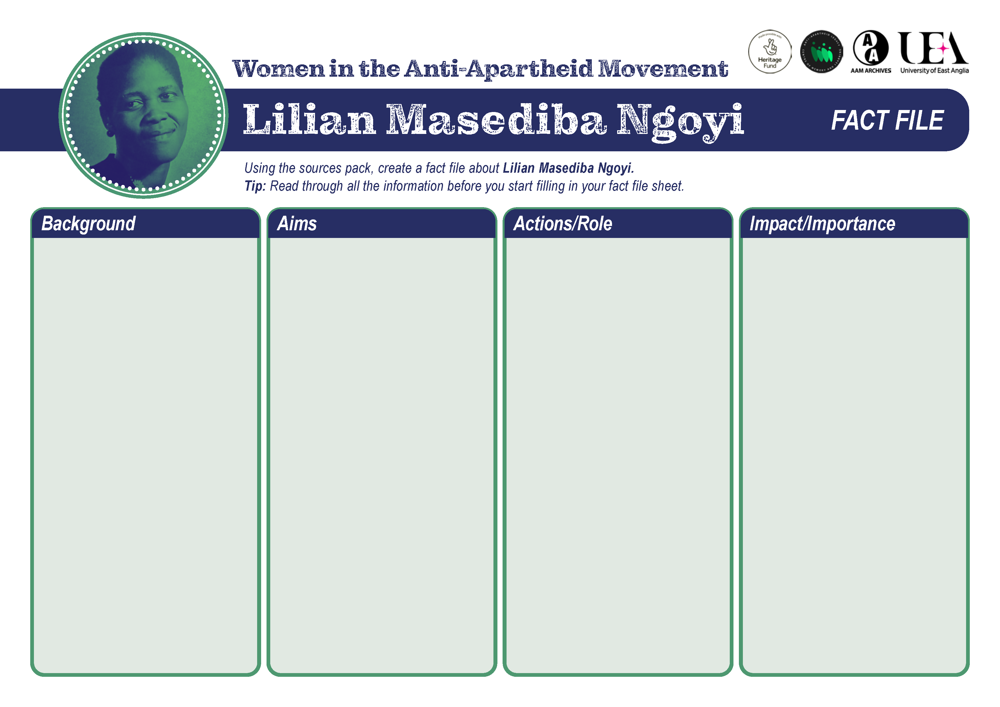 Made possible with
Heritage
Fund
ANTI-APARTHEID LEGACY
CENTRE OF MEMORY AND LEARNING
A
A
AAM ARCHIVES
UEA
University of East Anglia
Women in the Anti-Apartheid Movement
Lilian Masediba Ngoyi
FACT FILE
Using the sources pack, create a fact file about Lilian Masediba Ngoyi.
Tip: Read through all the information before you start filling in your fact file sheet.
Background
Aims
Actions/Role
Impact/Importance